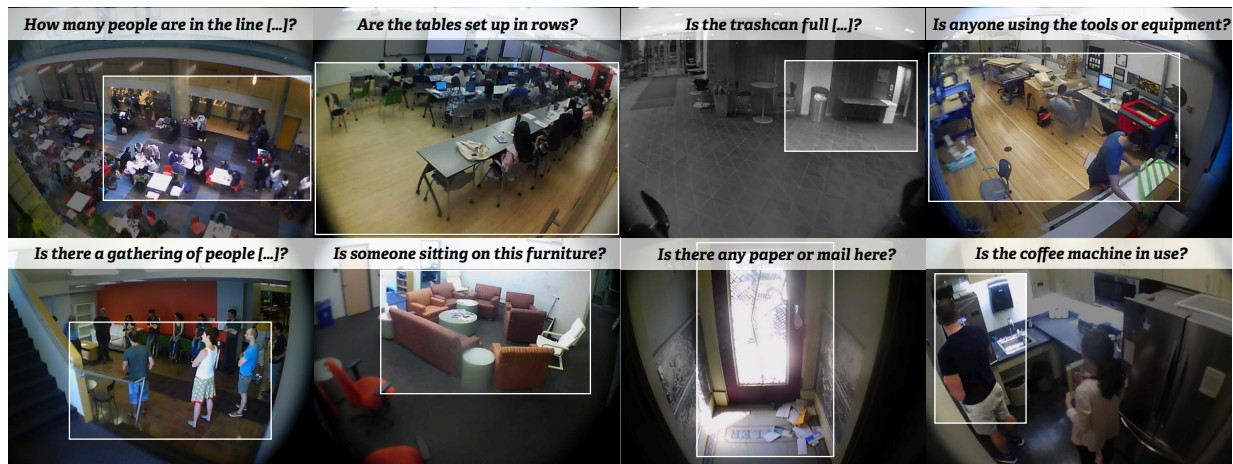 How many people are in the line [...]?
Are the tables set up in rows?
Is the trashcan full [...]?
Is anyone using the tools or equipment?
Is there a gathering of people [...]?
Is someone sitting on this furniture?
Is there any paper or mail here?
Is the coffee machine in use?